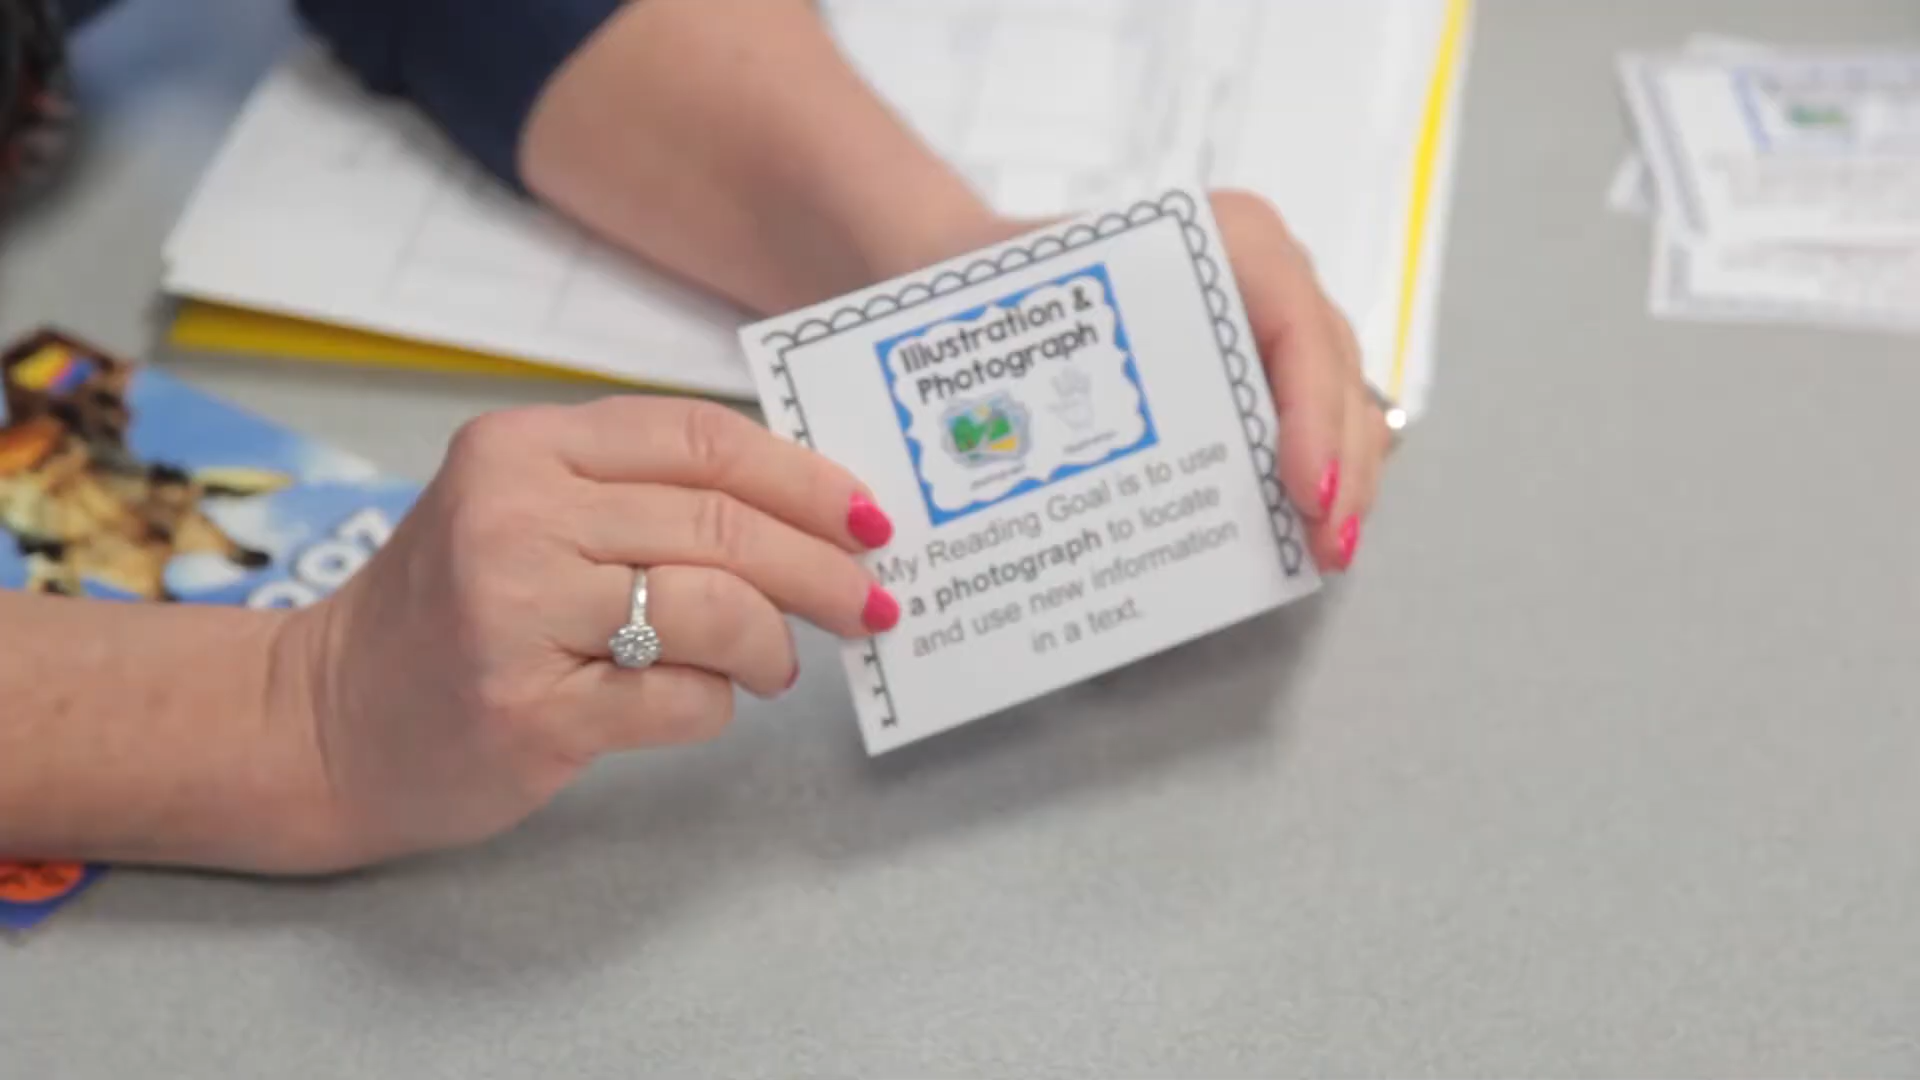 Illustration &
Photograph
My Reading Goal is to use
a photograph to locate
and use new information
in a text.